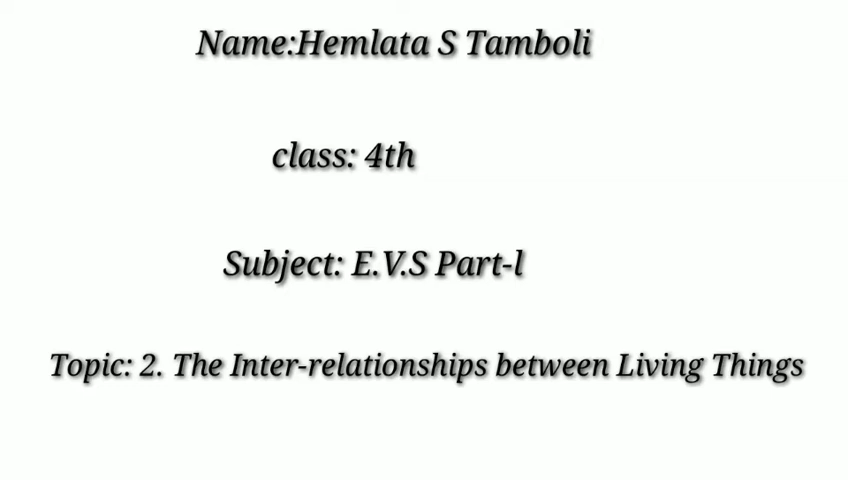 Name:Hemlata S Tamboli
class: 4th
Subject: E.V.S Part-l
Topic: 2. The Inter-relationships between Living Things